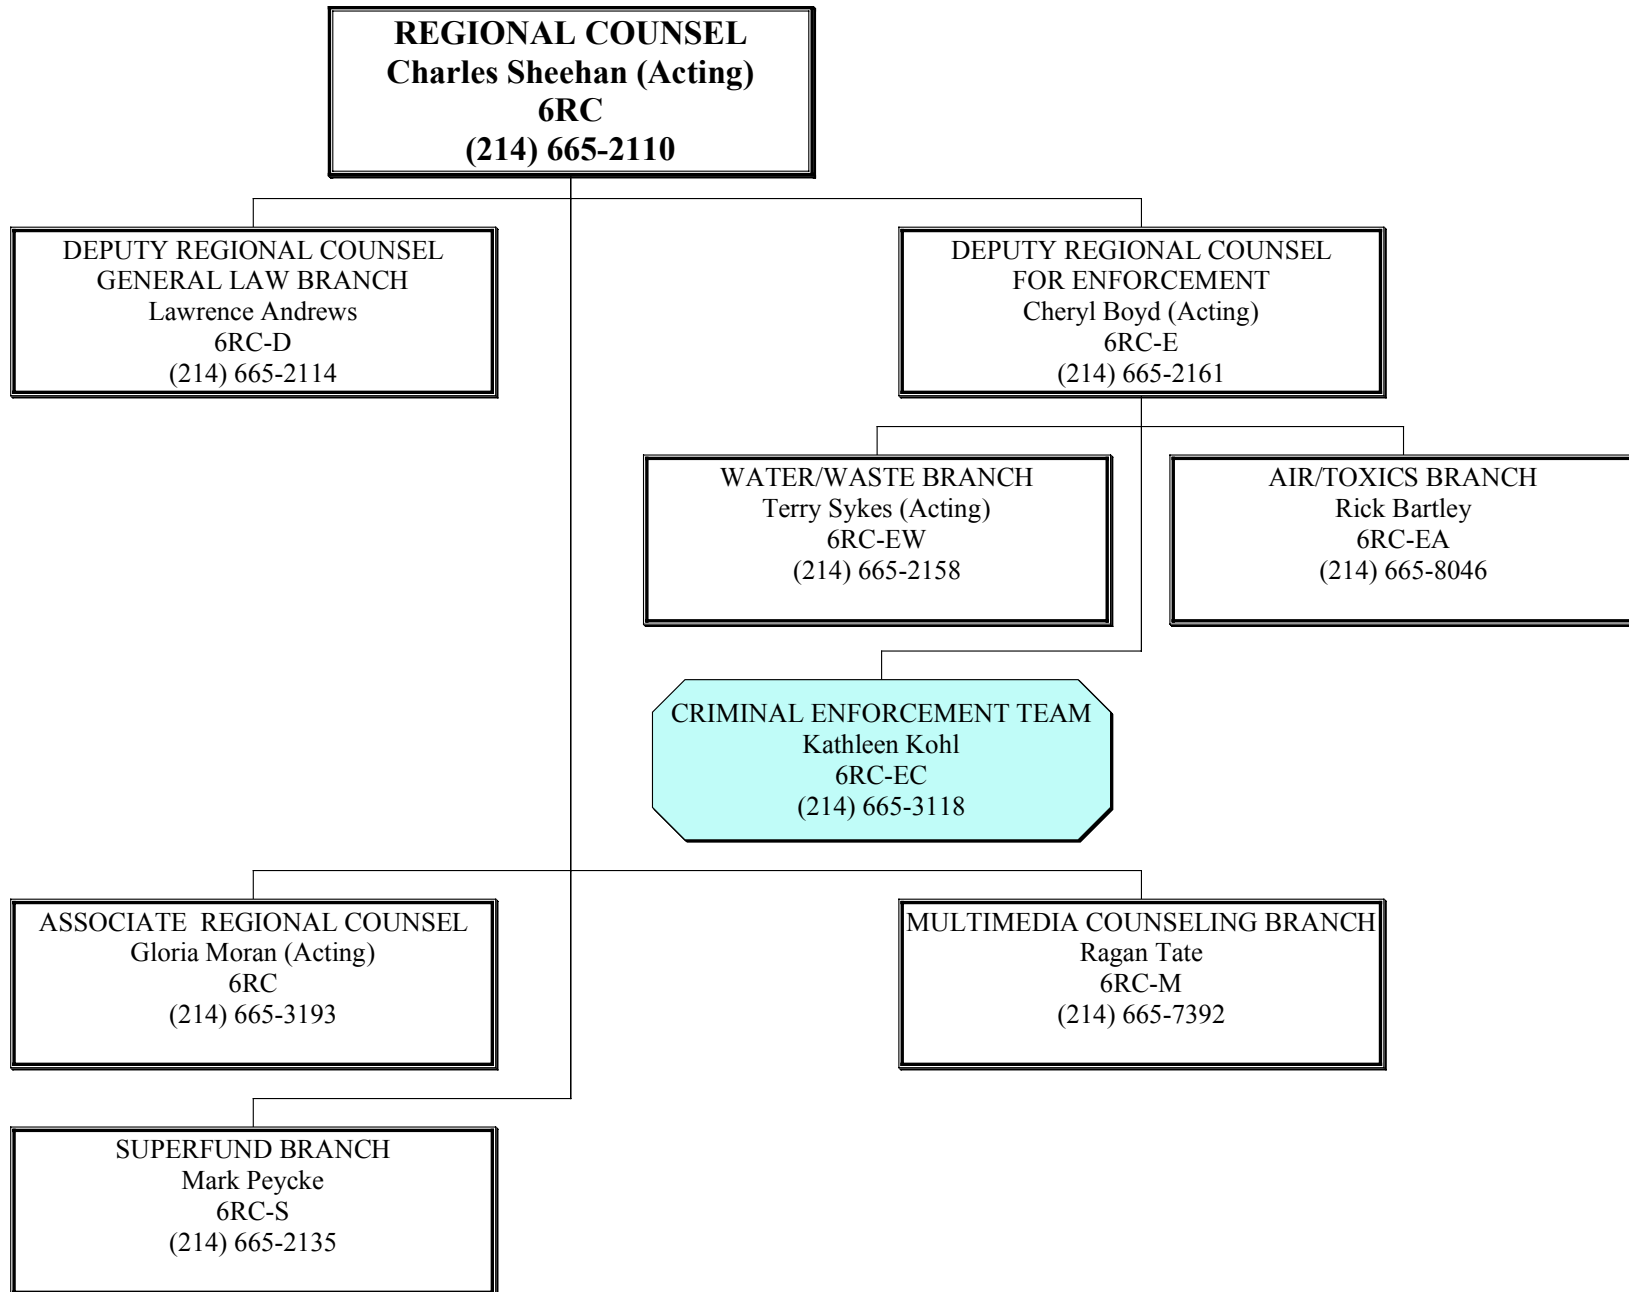 REGIONAL COUNSEL
Charles Sheehan (Acting)
6RC
(214) 665-2110
DEPUTY REGIONAL COUNSEL
GENERAL LAW BRANCH
Lawrence Andrews
6RC-D
(214) 665-2114
DEPUTY REGIONAL COUNSEL
FOR ENFORCEMENT
Cheryl Boyd (Acting)
6RC-E
(214) 665-2161
WATER/WASTE BRANCH
Terry Sykes (Acting)
6RC-EW
(214) 665-2158
AIR/TOXICS BRANCH
Rick Bartley
6RC-EA
(214) 665-8046
CRIMINAL ENFORCEMENT TEAM
Kathleen Kohl
6RC-EC
(214) 665-3118
ASSOCIATE  REGIONAL COUNSEL
Gloria Moran (Acting)
6RC
(214) 665-3193
MULTIMEDIA COUNSELING BRANCH
Ragan Tate
6RC-M
(214) 665-7392
SUPERFUND BRANCH
Mark Peycke
6RC-S
(214) 665-2135